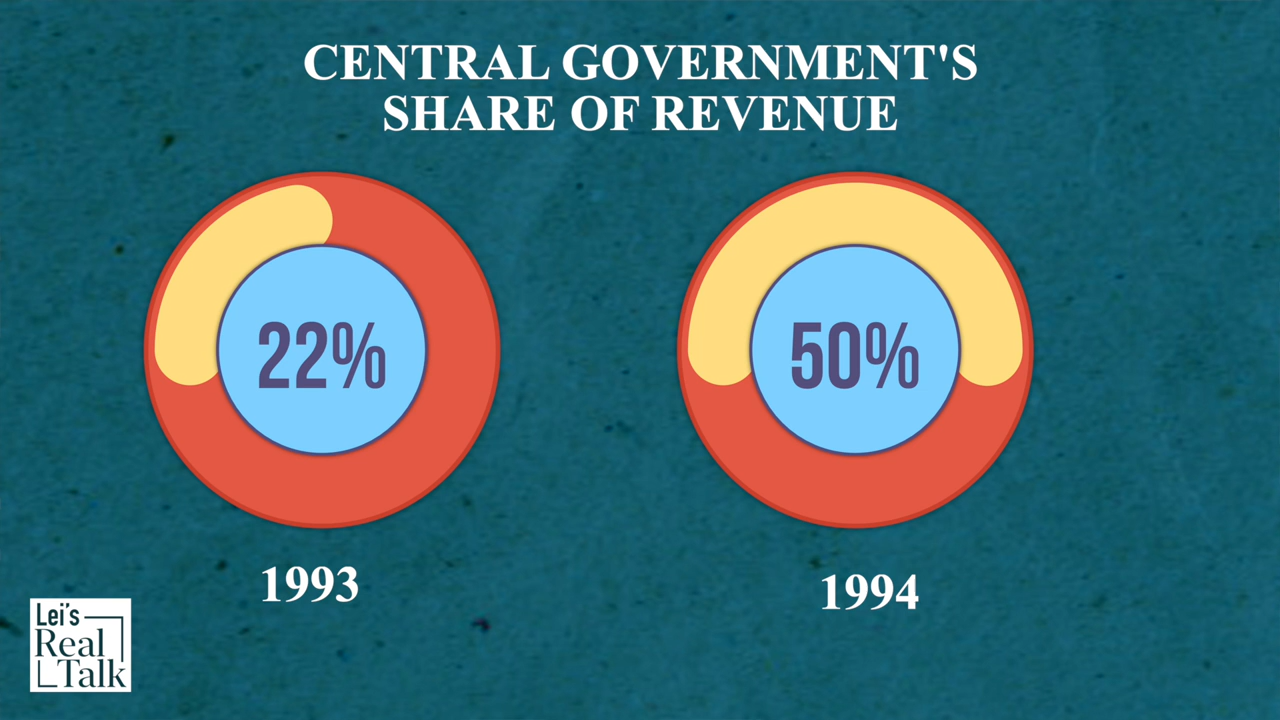 CENTRAL GOVERNMENT'S
SHARE OF REVENUE
22%
50%
1993
1994
Lei's
Real
Talk